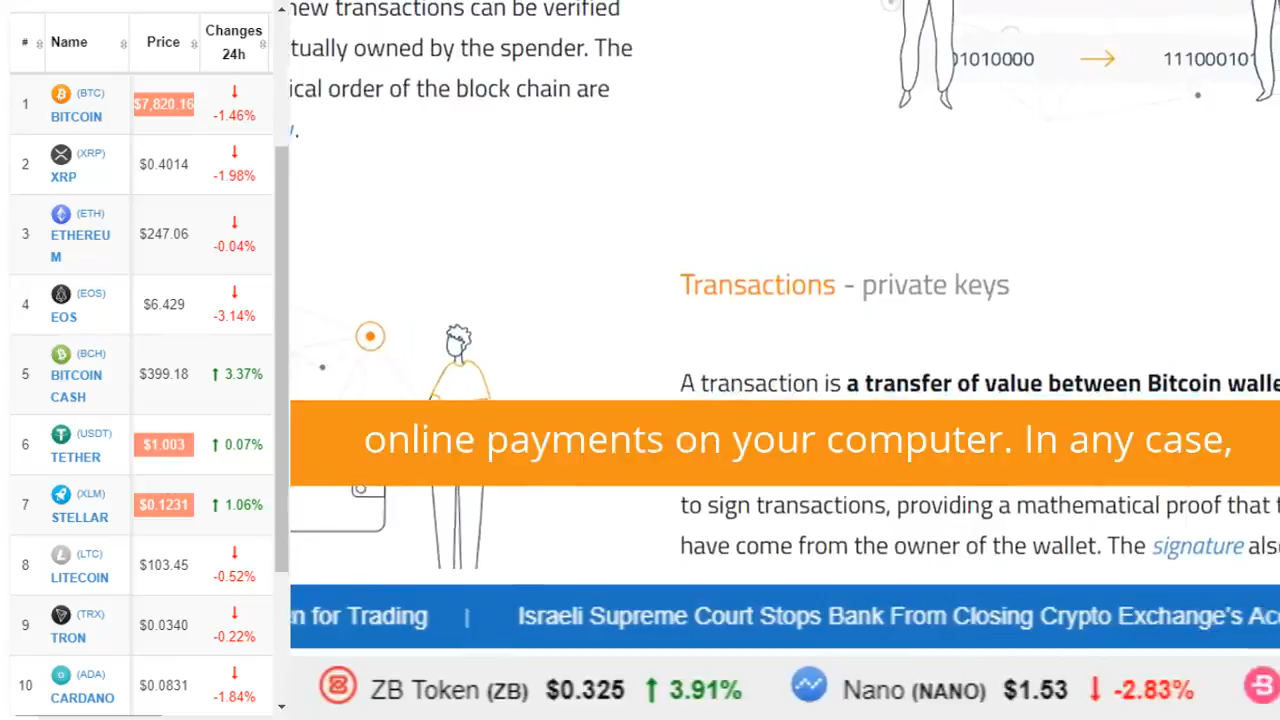 # Name Price Changes 24h
1 (BTC) BITCOIN $7,820.16 ↓ -1.46%
2 (XRP) XRP $0.4014 ↓ -1.98%
3 (ETH) ETHEREUM $247.06 ↓ -0.04%
4 (EOS) EOS $6.429 ↓ -3.14%
5 (BCH) BITCOIN CASH $399.18 ↑ 3.37%
6 (USDT) TETHER $1.003 ↑ 0.07%
7 (XLM) STELLAR $0.1231 ↑ 1.06%
8 (LTC) LITECOIN $103.45 ↓ -0.52%
9 (TRX) TRON $0.0340 ↓ -0.22%
10 (ADA) CARDANO $0.0831 ↓ -1.84%
new transactions can be verified
tually owned by the spender. The
ical order of the block chain are
01010000 → 11100010
Transactions - private keys
A transaction is a transfer of value between Bitcoin walle
online payments on your computer. In any case,
to sign transactions, providing a mathematical proof that
have come from the owner of the wallet. The signature als
n for Trading | Israeli Supreme Court Stops Bank From Closing Crypto Exchange's Ac
ZB Token (ZB) $0.325 ↑ 3.91% Nano (NANO) $1.53 ↓ -2.83%